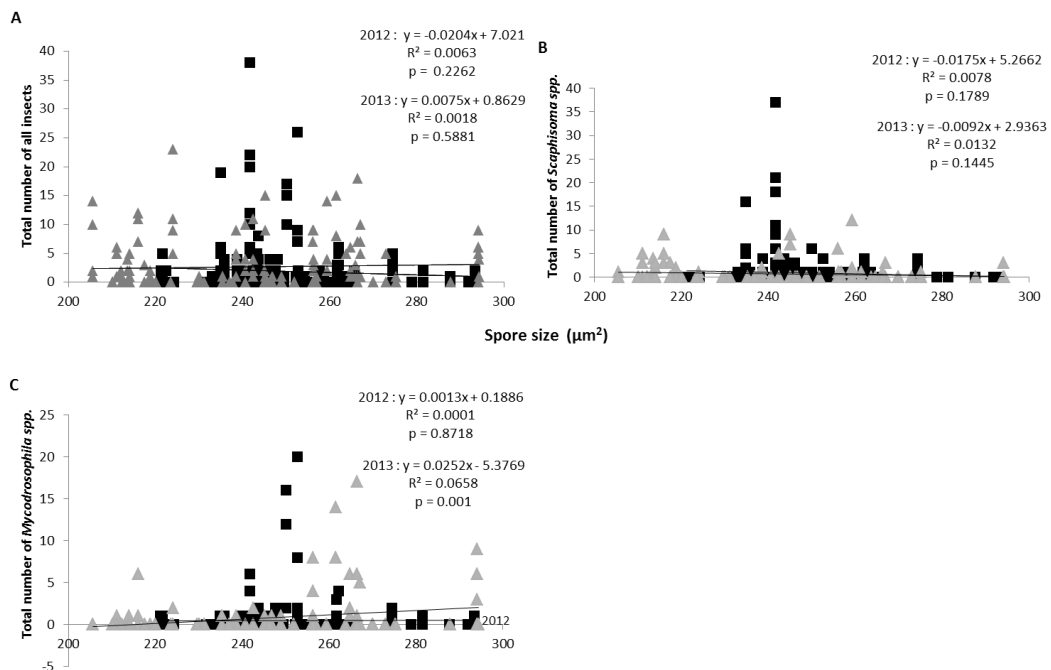 A
Total number of all insects
40
35
30
25
20
15
10
5
0
200
220
240
260
280
300
2012 : y = -0.0204x + 7.021
R² = 0.0063
p = 0.2262
2013 : y = 0.0075x + 0.8629
R² = 0.0018
p = 0.5881
B
Total number of Scaphisoma spp.
40
35
30
25
20
15
10
5
0
200
220
240
260
280
300
2012 : y = -0.0175x + 5.2662
R² = 0.0078
p = 0.1789
2013 : y = -0.0092x + 2.9363
R² = 0.0132
p = 0.1445
Spore size (µm²)
C
Total number of Mycodrosophila spp.
25
20
15
10
5
0
-5
200
220
240
260
280
300
2012 : y = 0.0013x + 0.1886
R² = 0.0001
p = 0.8718
2013 : y = 0.0252x - 5.3769
R² = 0.0658
p = 0.001
2012